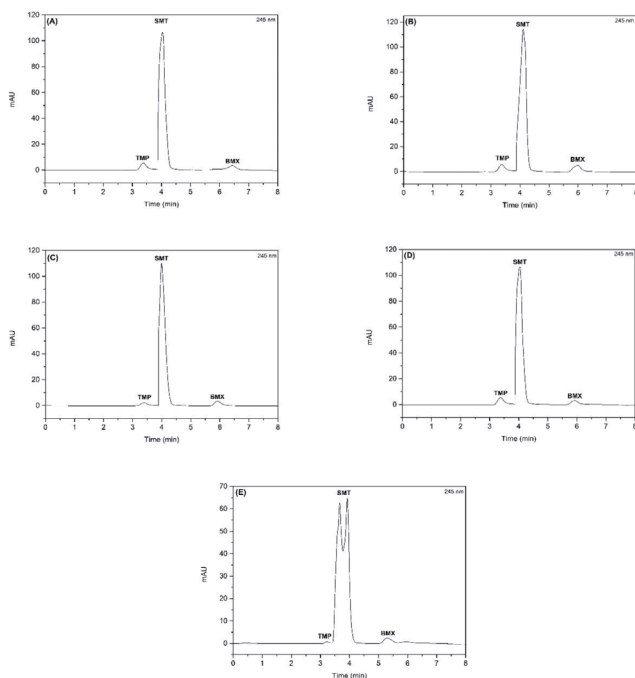 (A) SMT 245 nm
120
100
80
60
40
20
0
mAU
TMP BMX
0 1 2 3 4 5 6 7 8
Time (min)
(B) SMT 245 nm
120
100
80
60
40
20
0
mAU
TMP BMX
0 1 2 3 4 5 6 7 8
Time (min)
(C) SMT 245 nm
120
100
80
60
40
20
0
mAU
TMP BMX
0 1 2 3 4 5 6 7 8
Time (min)
(D) SMT 245 nm
120
100
80
60
40
20
0
mAU
TMP BMX
0 1 2 3 4 5 6 7 8
Time (min)
(E) SMT 245 nm
70
60
50
40
30
20
10
0
mAU
TMP BMX
0 1 2 3 4 5 6 7 8
Time (min)